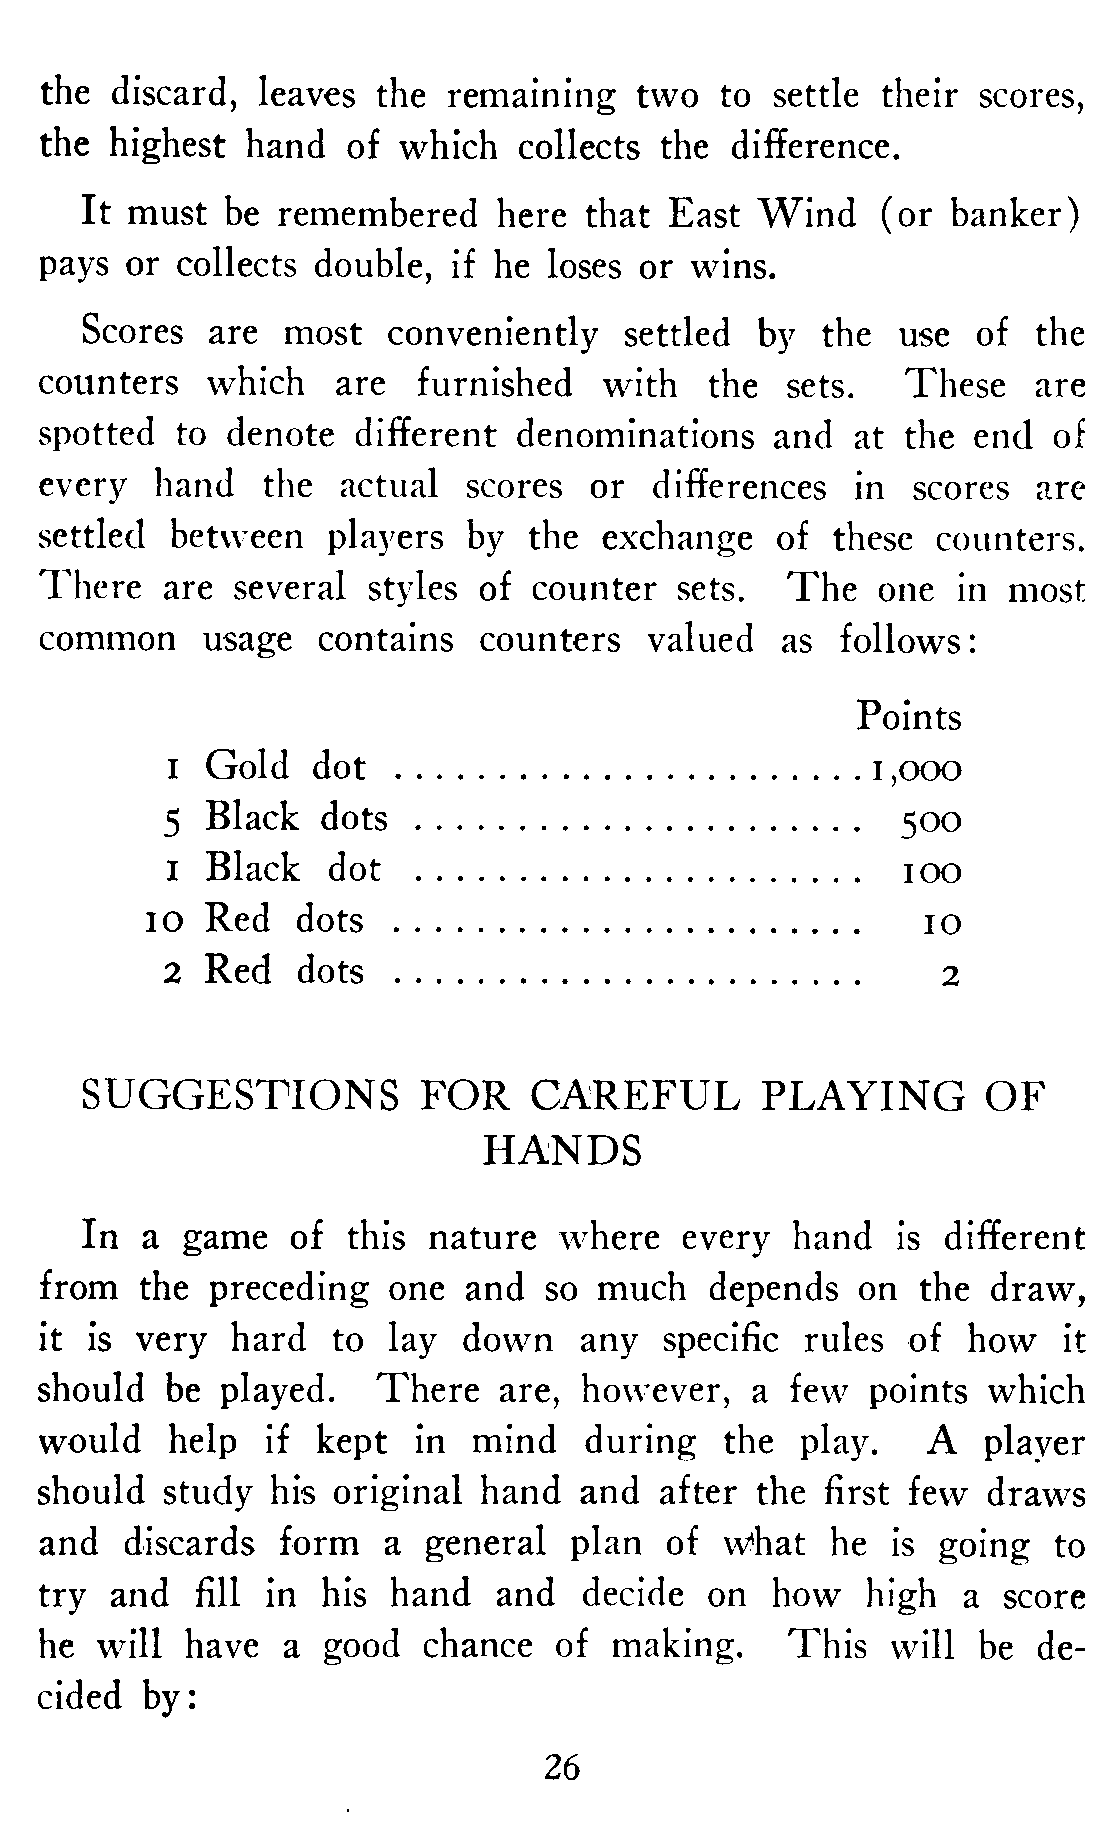 the discard, leaves the remaining two to settle their scores,
the highest hand of which collects the difference.
It must be remembered here that East Wind (or banker)
pays or collects double, if he loses or wins.
Scores are most conveniently settled by the use of the
counters which are furnished with the sets. These are
spotted to denote different denominations and at the end of
every hand the actual scores or differences in scores are
settled between players by the exchange of these counters.
There are several styles of counter sets. The one in most
common usage contains counters valued as follows:
Points
1 Gold dot ....................... 1,000
5 Black dots ...................... 500
1 Black dot ...................... 100
10 Red dots ....................... 10
2 Red dots ....................... 2
SUGGESTIONS FOR CAREFUL PLAYING OF
HANDS
In a game of this nature where every hand is different
from the preceding one and so much depends on the draw,
it is very hard to lay down any specific rules of how it
should be played. There are, however, a few points which
would help if kept in mind during the play. A player
should study his original hand and after the first few draws
and discards form a general plan of what he is going to
try and fill in his hand and decide on how high a score
he will have a good chance of making. This will be de-
cided by:
26